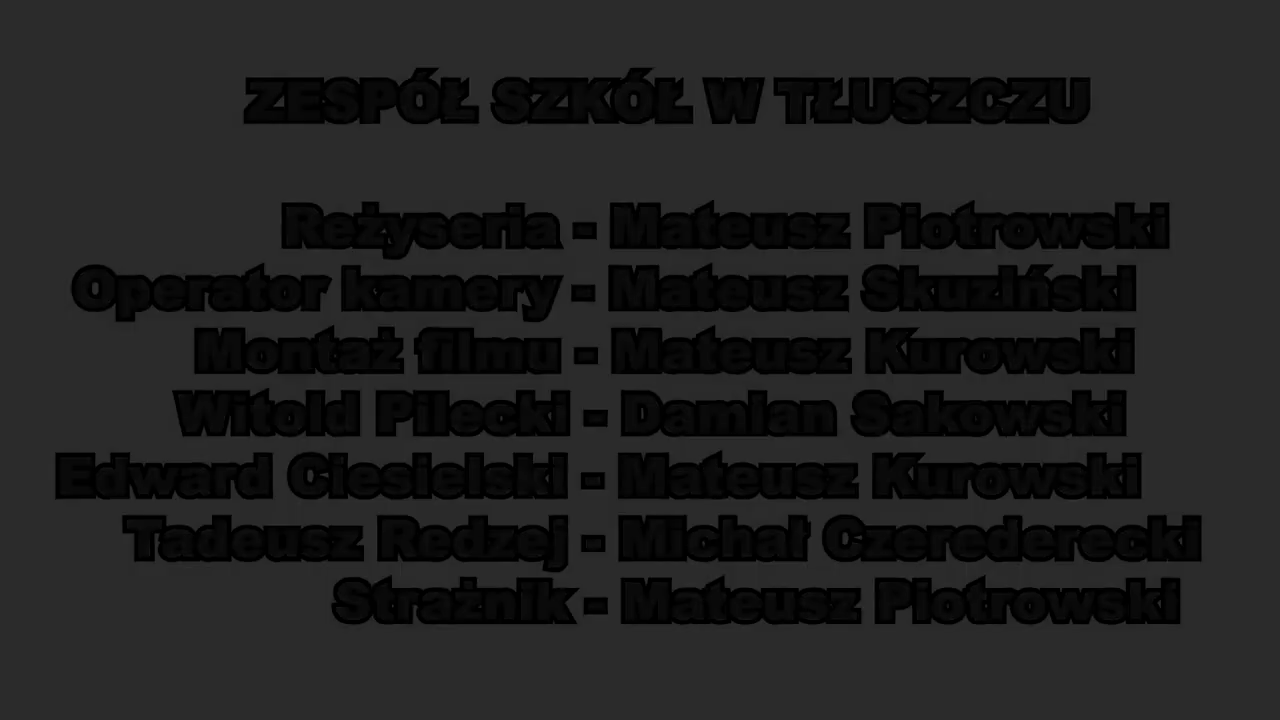 ZESPÓŁ SZKÓŁ W TŁUSZCZU
Reżyseria - Mateusz Piotrowski
Operator kamery - Mateusz Skuziński
Montaż filmu - Mateusz Kurowski
Witold Pilecki - Damian Sakowski
Edward Ciesielski - Mateusz Kurowski
Tadeusz Redzej - Michał Czerederecki
Strażnik - Mateusz Piotrowski